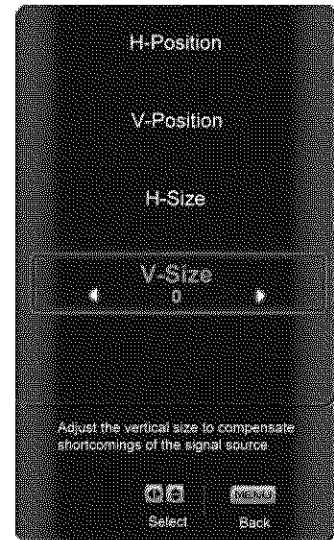 H-Position
V-Position
H-Size
V-Size
0
Adjust the vertical size to compensate
shortcomings of the signal source
MENU
Select Back